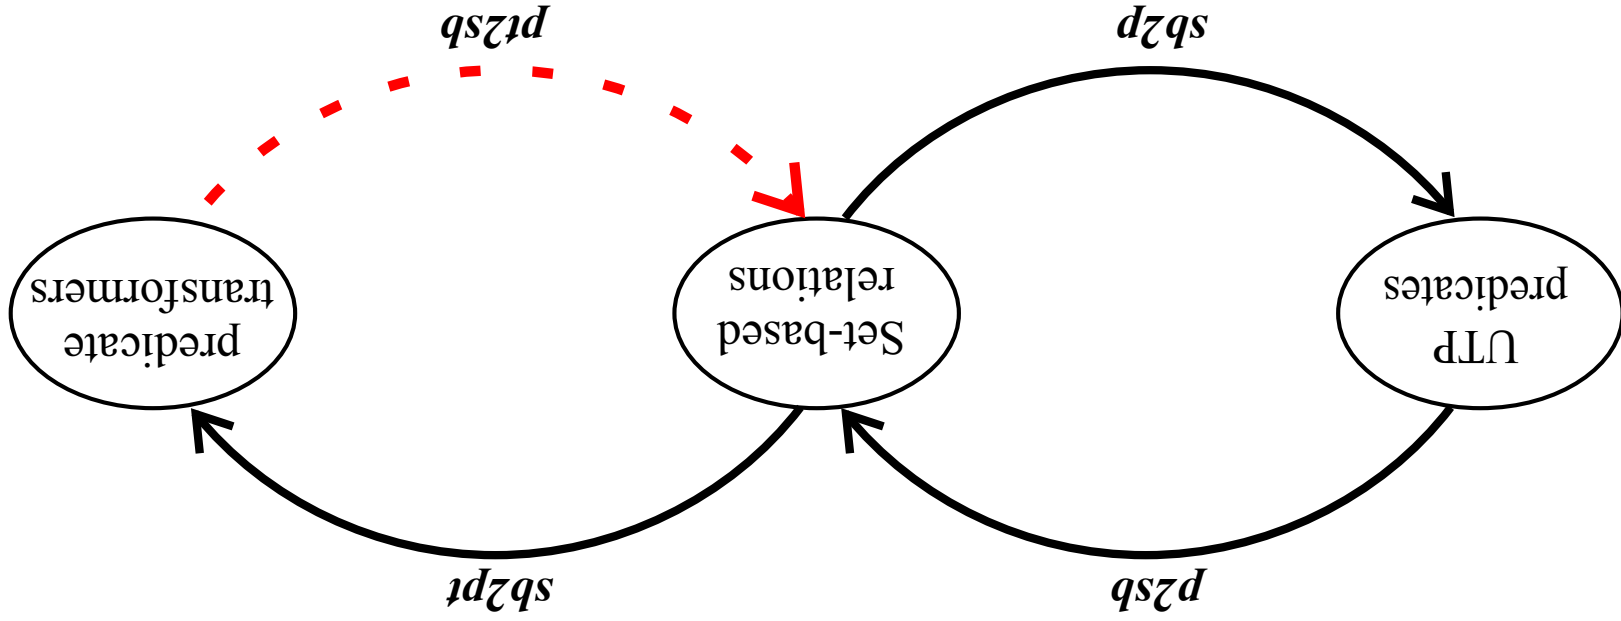 p2sb
sb2pt
UTP
predicates
Set-based
relations
predicate
transformers
sb2p
pt2sb